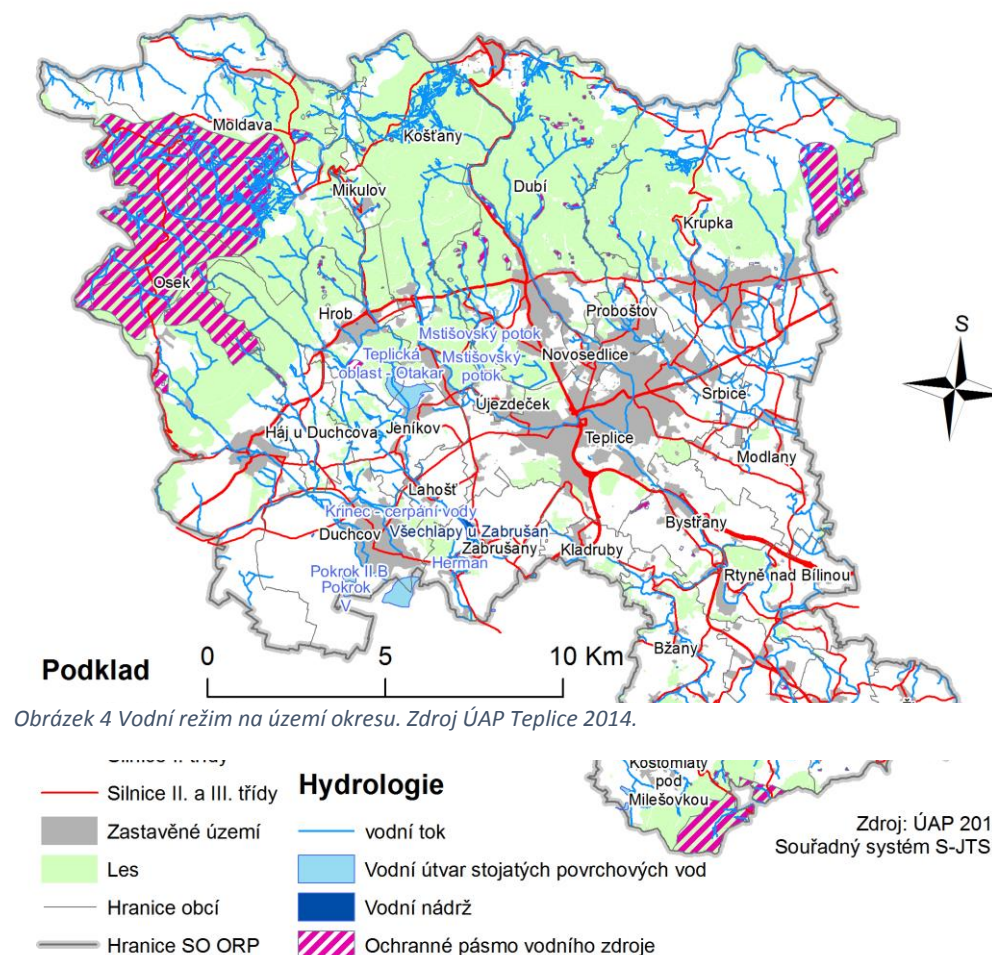 Moldava
Košťany
Mikulov
Dubí
Krupka
Osek
Hrob
Proboštov
Mstišovský potok
Teplická
oblast - Otakar
Mstišovský
potok
Novosedlice
Srbice
Újezdeček
Háj u Duchcova
Jeníkov
Teplice
Modlany
Lahošť
Křinec - čerpání vody
Duchcov
Všechlapy u Zabrušan
Zabrušany
Kladruby
Bystřany
Heřman
Pokrok II.B
Pokrok
V
Rtyně nad Bílinou
Bžany
S
Podklad
0 5 10 Km
Obrázek 4 Vodní režim na území okresu. Zdroj ÚAP Teplice 2014.
Silnice II. a III. třídy
Zastavěné území
Les
Hranice obcí
Hranice SO ORP
Hydrologie
vodní tok
Vodní útvar stojatých povrchových vod
Vodní nádrž
Ochranné pásmo vodního zdroje
Kostomlaty
pod
Milešovkou
Zdroj: ÚAP 201
Souřadný systém S-JTS